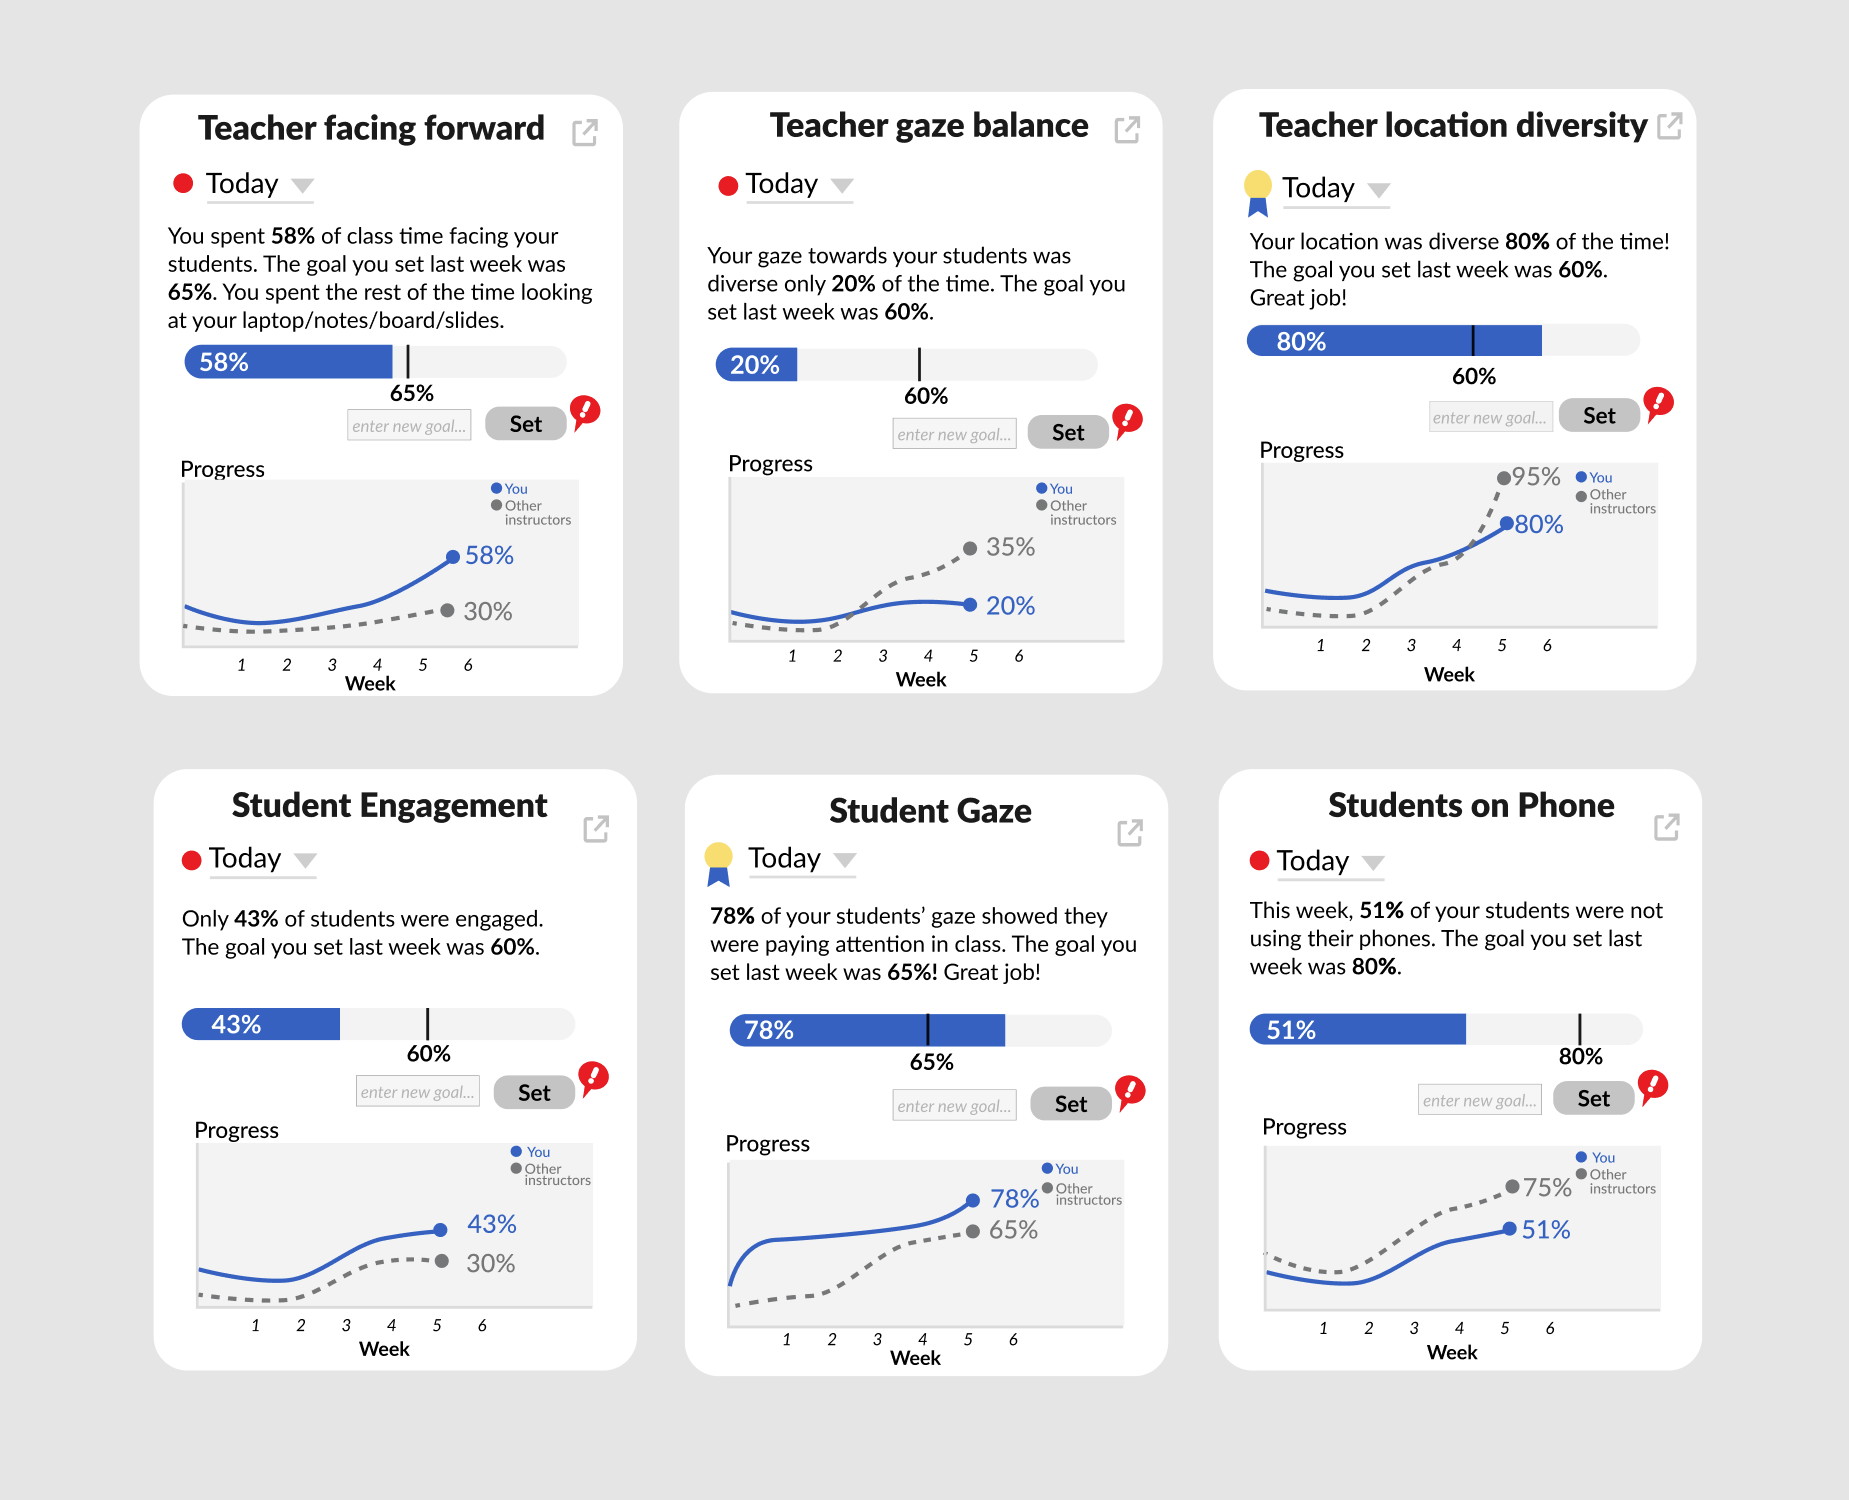 Teacher facing forward
Today
You spent 58% of class time facing your
students. The goal you set last week was
65%. You spent the rest of the time looking
at your laptop/notes/board/slides.
58%
65%
enter new goal...
Set
!
Progress
You
Other
instructors
58%
30%
1 2 3 4 5 6
Week
Teacher gaze balance
Today
Your gaze towards your students was
diverse only 20% of the time. The goal you
set last week was 60%.
20%
60%
enter new goal...
Set
!
Progress
You
Other
instructors
35%
20%
1 2 3 4 5 6
Week
Teacher location diversity
Today
Your location was diverse 80% of the time!
The goal you set last week was 60%.
Great job!
80%
60%
enter new goal...
Set
!
Progress
95%
You
Other
instructors
80%
1 2 3 4 5 6
Week
Student Engagement
Today
Only 43% of students were engaged.
The goal you set last week was 60%.
43%
60%
enter new goal...
Set
!
Progress
You
Other
instructors
43%
30%
1 2 3 4 5 6
Week
Student Gaze
Today
78% of your students’ gaze showed they
were paying attention in class. The goal you
set last week was 65%! Great job!
78%
65%
enter new goal...
Set
!
Progress
You
Other
instructors
78%
65%
1 2 3 4 5 6
Week
Students on Phone
Today
This week, 51% of your students were not
using their phones. The goal you set last
week was 80%.
51%
80%
enter new goal...
Set
!
Progress
You
Other
instructors
75%
51%
1 2 3 4 5 6
Week